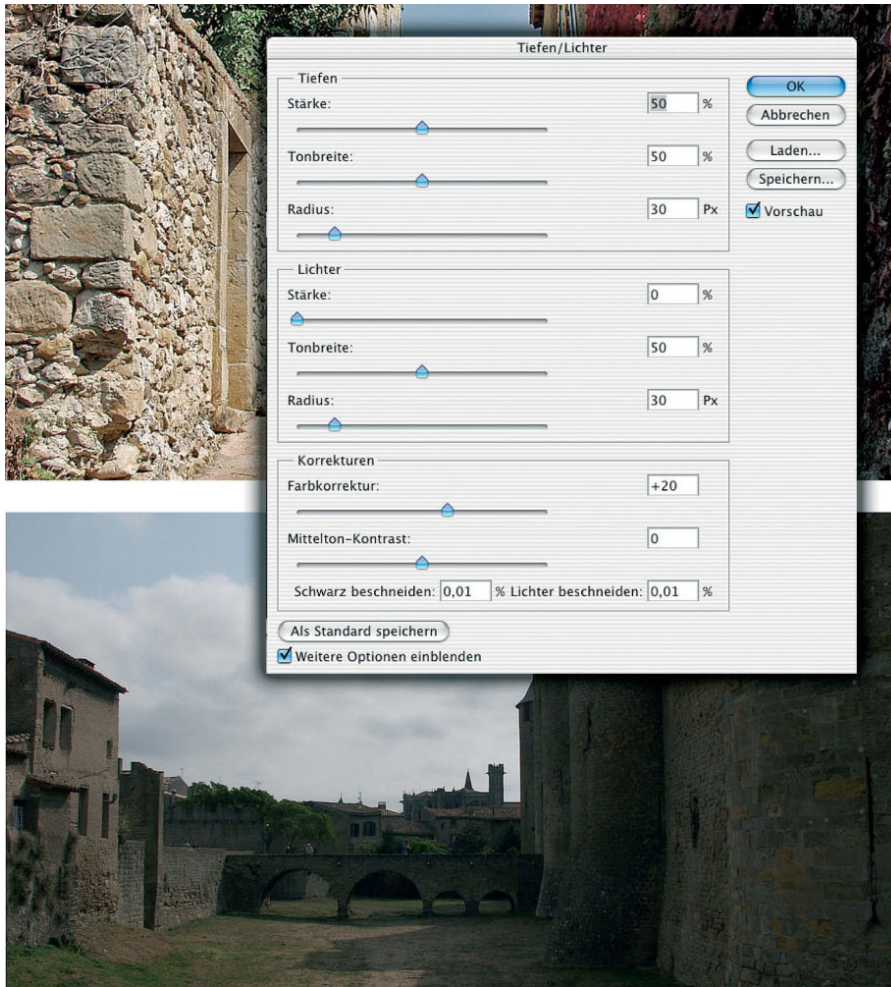 Tiefen/Lichter
Tiefen
Stärke: 50 %
Tonbreite: 50 %
Radius: 30 Px
Lichter
Stärke: 0 %
Tonbreite: 50 %
Radius: 30 Px
Korrekturen
Farbkorrektur: +20
Mittelton-Kontrast: 0
Schwarz beschneiden: 0,01 % Lichter beschneiden: 0,01 %
Als Standard speichern
Weitere Optionen einblenden
OK
Abbrechen
Laden...
Speichern...
Vorschau